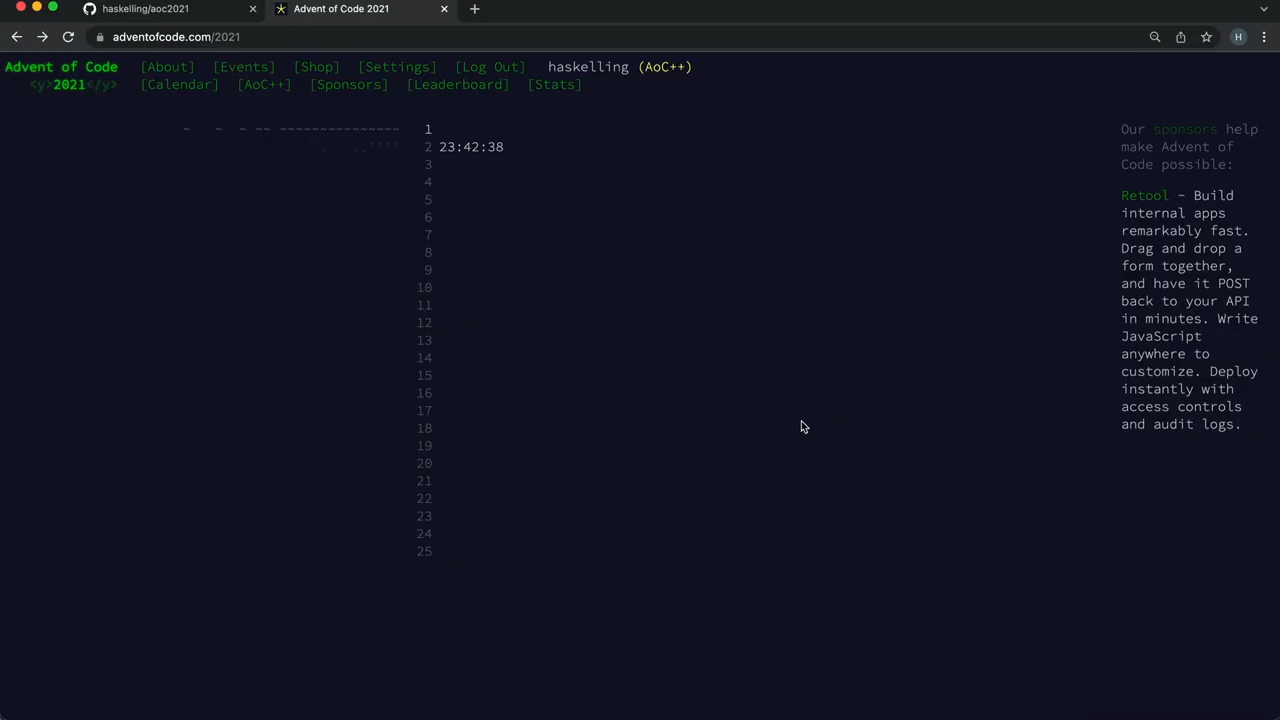 haskelling/aoc2021
Advent of Code 2021
adventofcode.com/2021
H
Advent of Code [About] [Events] [Shop] [Settings] [Log Out] haskelling (AoC++)
<y>2021</y> [Calendar] [AoC++] [Sponsors] [Leaderboard] [Stats]
~ ~ ~ ~~ ~~~~~~~~~~~~~~~ 1
. ..'''' 2 23:42:38
3
4
5
6
7
8
9
10
11
12
13
14
15
16
17
18
19
20
21
22
23
24
25
Our sponsors help
make Advent of
Code possible:
Retool - Build
internal apps
remarkably fast.
Drag and drop a
form together,
and have it POST
back to your API
in minutes. Write
JavaScript
anywhere to
customize. Deploy
instantly with
access controls
and audit logs.